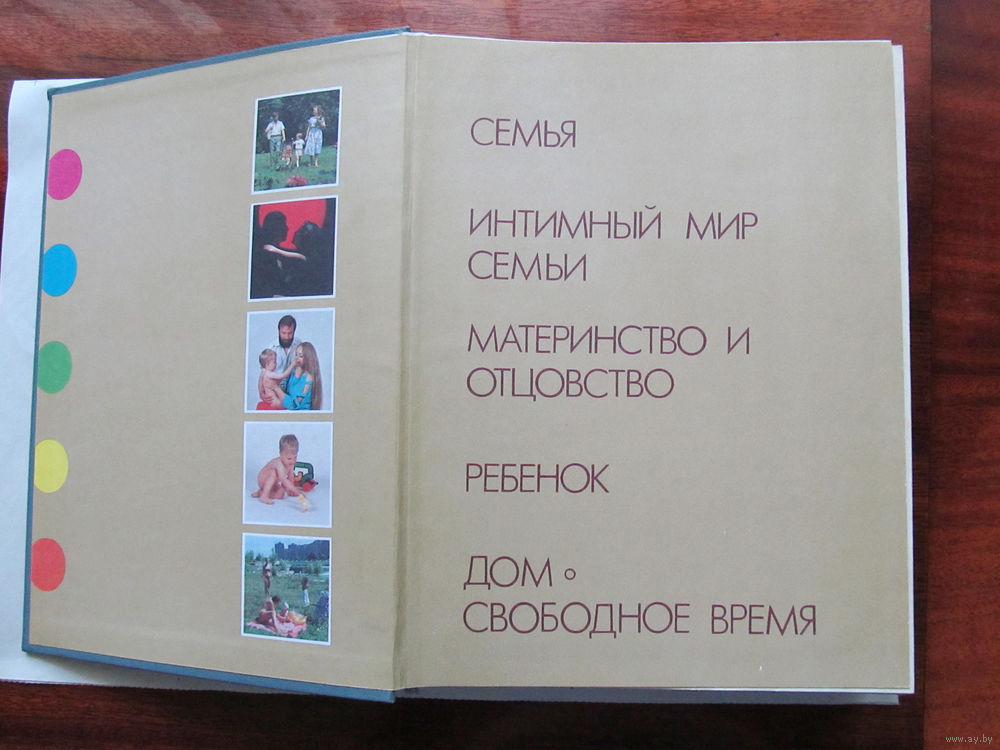 СЕМЬЯ
ИНТИМНЫЙ МИР
СЕМЬИ
МАТЕРИНСТВО И
ОТЦОВСТВО
РЕБЕНОК
ДОМ
СВОБОДНОЕ ВРЕМЯ
www.ay.by